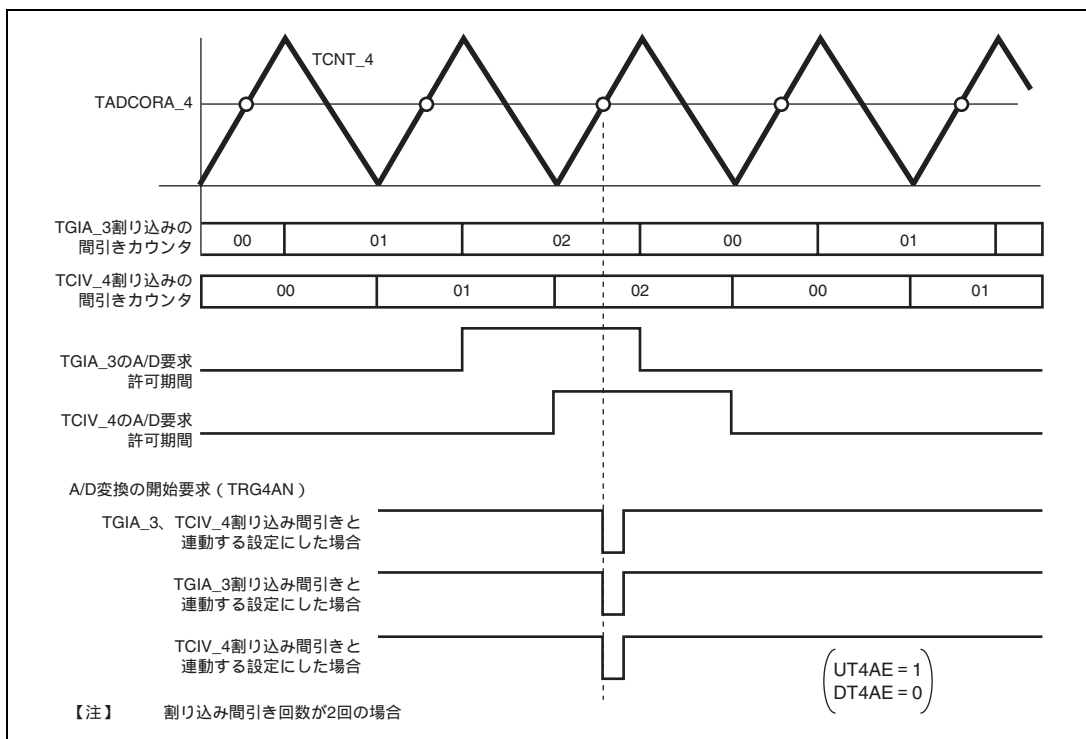 TCNT_4
TADCORA_4
TGIA_3割り込みの
間引きカウンタ
00 01 02 00 01
TCIV_4割り込みの
間引きカウンタ
00 01 02 00 01
TGIA_3のA/D要求
許可期間
TCIV_4のA/D要求
許可期間
A/D変換の開始要求（TRG4AN）
TGIA_3、TCIV_4割り込み間引きと
連動する設定にした場合
TGIA_3割り込み間引きと
連動する設定にした場合
TCIV_4割り込み間引きと
連動する設定にした場合
UT4AE = 1
DT4AE = 0
【注】 割り込み間引き回数が2回の場合